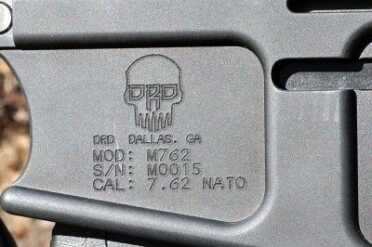 DRD
DRD DALLAS, GA
MOD: M762
S/N: M0015
CAL: 7.62 NATO